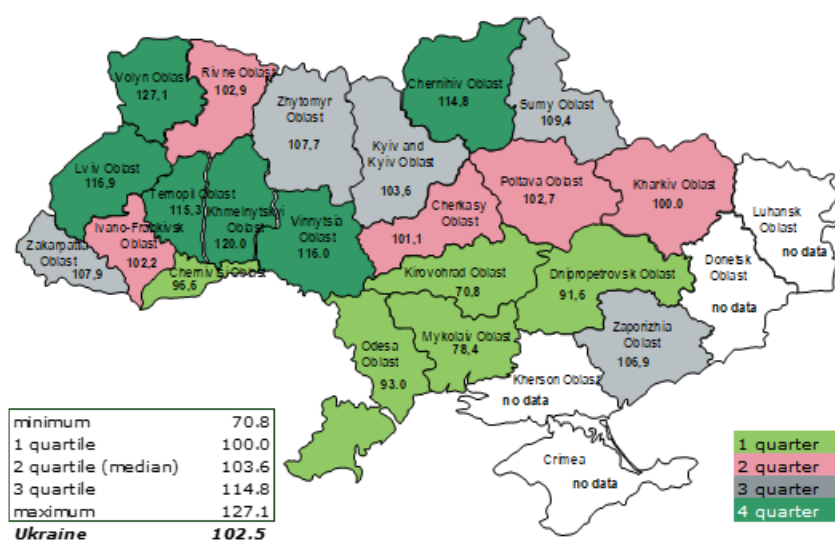 Volyn Oblast
127,1
Rivne Oblast
102,9
Zhytomyr
Oblast
107,7
Kyiv and
Kyiv Oblast
103,6
Chernihiv Oblast
114,8
Sumy Oblast
109,4
Lviv Oblast
116,9
Ternopil Oblast
115,3
Khmelnytskyi
Oblast
120.0
Vinnytsia
Oblast
116.0
Cherkasy
Oblast
101,1
Poltava Oblast
102,7
Kharkiv Oblast
100.0
Luhansk
Oblast
no data
Donetsk
Oblast
no data
Zakarpattia
Oblast
107,9
Ivano-Frankivsk
Oblast
102,2
Chernivtsi Oblast
96,6
Kirovohrad Oblast
70,8
Dnipropetrovsk Oblast
91,6
Odesa
Oblast
93.0
Mykolaiv Oblast
78,4
Zaporizhia
Oblast
106,9
Kherson Oblast
no data
Crimea
no data
minimum 70.8
1 quartile 100.0
2 quartile (median) 103.6
3 quartile 114.8
maximum 127.1
Ukraine 102.5
1 quarter
2 quarter
3 quarter
4 quarter